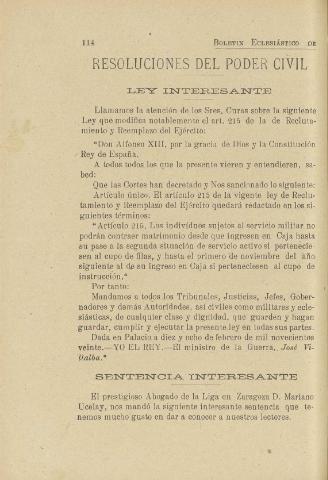 114 BOLETIN ECLESIÁSTICO DE
RESOLUCIONES DEL PODER CIVIL
LEY INTERESANTE
Llamamos la atención de los Sres, Curas sobre la siguiente
Ley que modifica notablemente el art. 215 de la de Recluta-
miento y Reemplazo del Ejército:
"Don Alfonso XIII, por la gracia de Dios y la Constitución
Rey de España.
A todos todos los que la presente vieren y entendieren, sa-
bed:
Que las Cortes han decretado y Nos sancionado lo siguiente:
Artículo único. El artículo 215 de la vigente ley de Reclu-
tamiento y Reemplazo del Ejército quedará redactado en los si-
guientes términos:
"Artículo 215. Los individuos sujetos al servicio militar no
podrán contraer matrimonio desde que ingresen en Caja hasta
su pase a la segunda situación de servicio activo si pertenecie-
sen al cupo de filas, y hasta el primero de noviembre del año
siguiente al de su ingreso en Caja si perteneciesen al cupo de
instrucción."
Por tanto:
Mandamos a todos los Tribunales, Justicias, Jefes, Gober-
nadores y demás Autoridades, así civiles como militares y ecle-
siásticas, de cualquier clase y dignidad, que guarden y hagan
guardar, cumplir y ejecutar la presente ley en todas sus partes.
Dada en Palacio a diez y ocho de febrero de mil novecientos
veinte.—YO EL REY.—El ministro de la Guerra, José Vi-
llalba."
SENTENCIA INTERESANTE
El prestigioso Abogado de la Liga en Zaragoza D. Mariano
Ucelay, nos mandó la siguiente interesante sentencia que te-
nemos mucho gusto en dar a conocer a nuestros lectores.